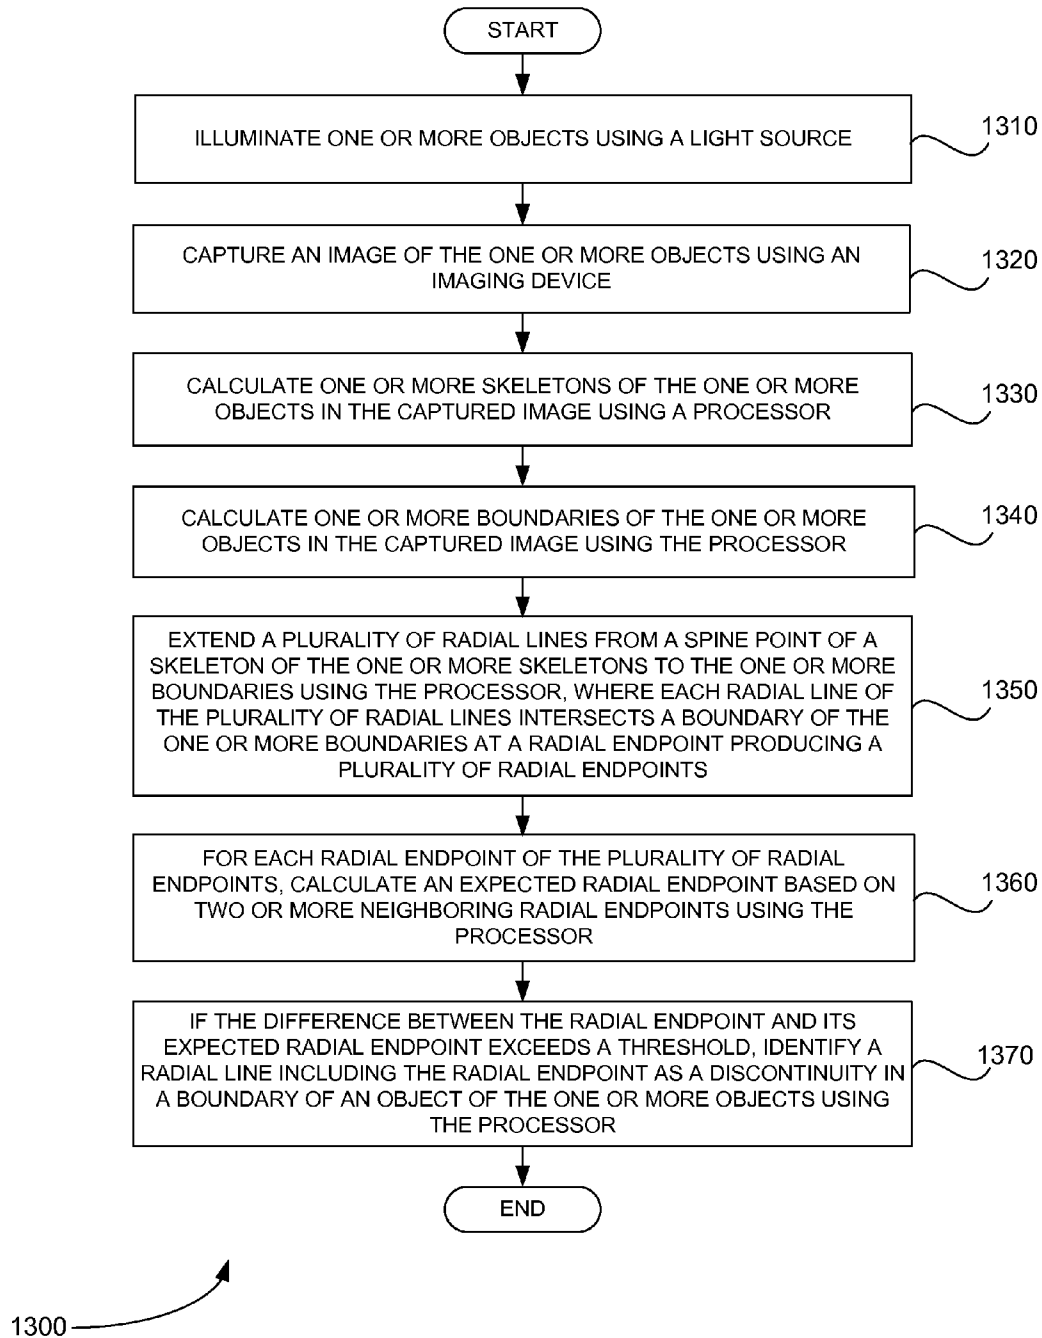 START
ILLUMINATE ONE OR MORE OBJECTS USING A LIGHT SOURCE
1310
CAPTURE AN IMAGE OF THE ONE OR MORE OBJECTS USING AN
IMAGING DEVICE
1320
CALCULATE ONE OR MORE SKELETONS OF THE ONE OR MORE
OBJECTS IN THE CAPTURED IMAGE USING A PROCESSOR
1330
CALCULATE ONE OR MORE BOUNDARIES OF THE ONE OR MORE
OBJECTS IN THE CAPTURED IMAGE USING THE PROCESSOR
1340
EXTEND A PLURALITY OF RADIAL LINES FROM A SPINE POINT OF A
SKELETON OF THE ONE OR MORE SKELETONS TO THE ONE OR MORE
BOUNDARIES USING THE PROCESSOR, WHERE EACH RADIAL LINE OF
THE PLURALITY OF RADIAL LINES INTERSECTS A BOUNDARY OF THE
ONE OR MORE BOUNDARIES AT A RADIAL ENDPOINT PRODUCING A
PLURALITY OF RADIAL ENDPOINTS
1350
FOR EACH RADIAL ENDPOINT OF THE PLURALITY OF RADIAL
ENDPOINTS, CALCULATE AN EXPECTED RADIAL ENDPOINT BASED ON
TWO OR MORE NEIGHBORING RADIAL ENDPOINTS USING THE
PROCESSOR
1360
IF THE DIFFERENCE BETWEEN THE RADIAL ENDPOINT AND ITS
EXPECTED RADIAL ENDPOINT EXCEEDS A THRESHOLD, IDENTIFY A
RADIAL LINE INCLUDING THE RADIAL ENDPOINT AS A DISCONTINUITY IN
A BOUNDARY OF AN OBJECT OF THE ONE OR MORE OBJECTS USING
THE PROCESSOR
1370
END
1300